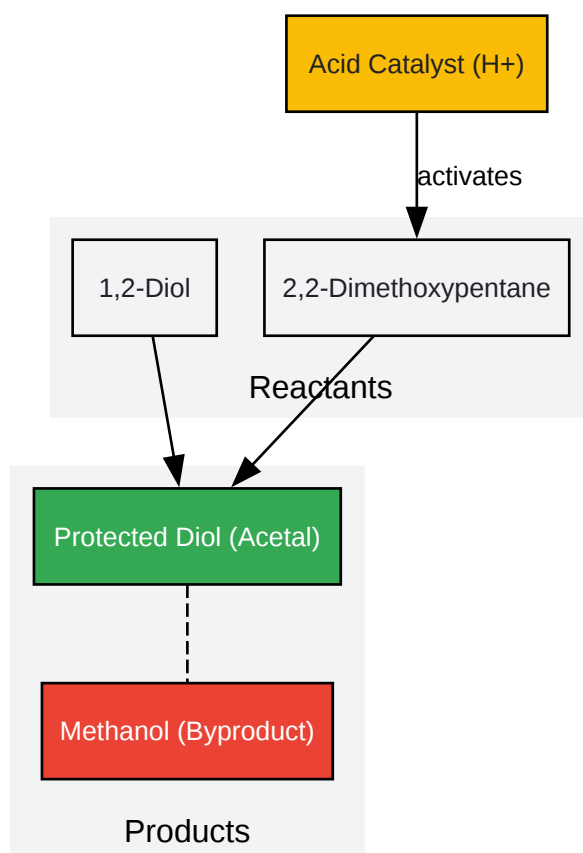 Acid Catalyst (H+)
activates
1,2-Diol
2,2-Dimethoxypentane
Reactants
Protected Diol (Acetal)
Methanol (Byproduct)
Products